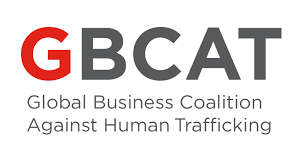 GBCAT
Global Business Coalition
Against Human Trafficking